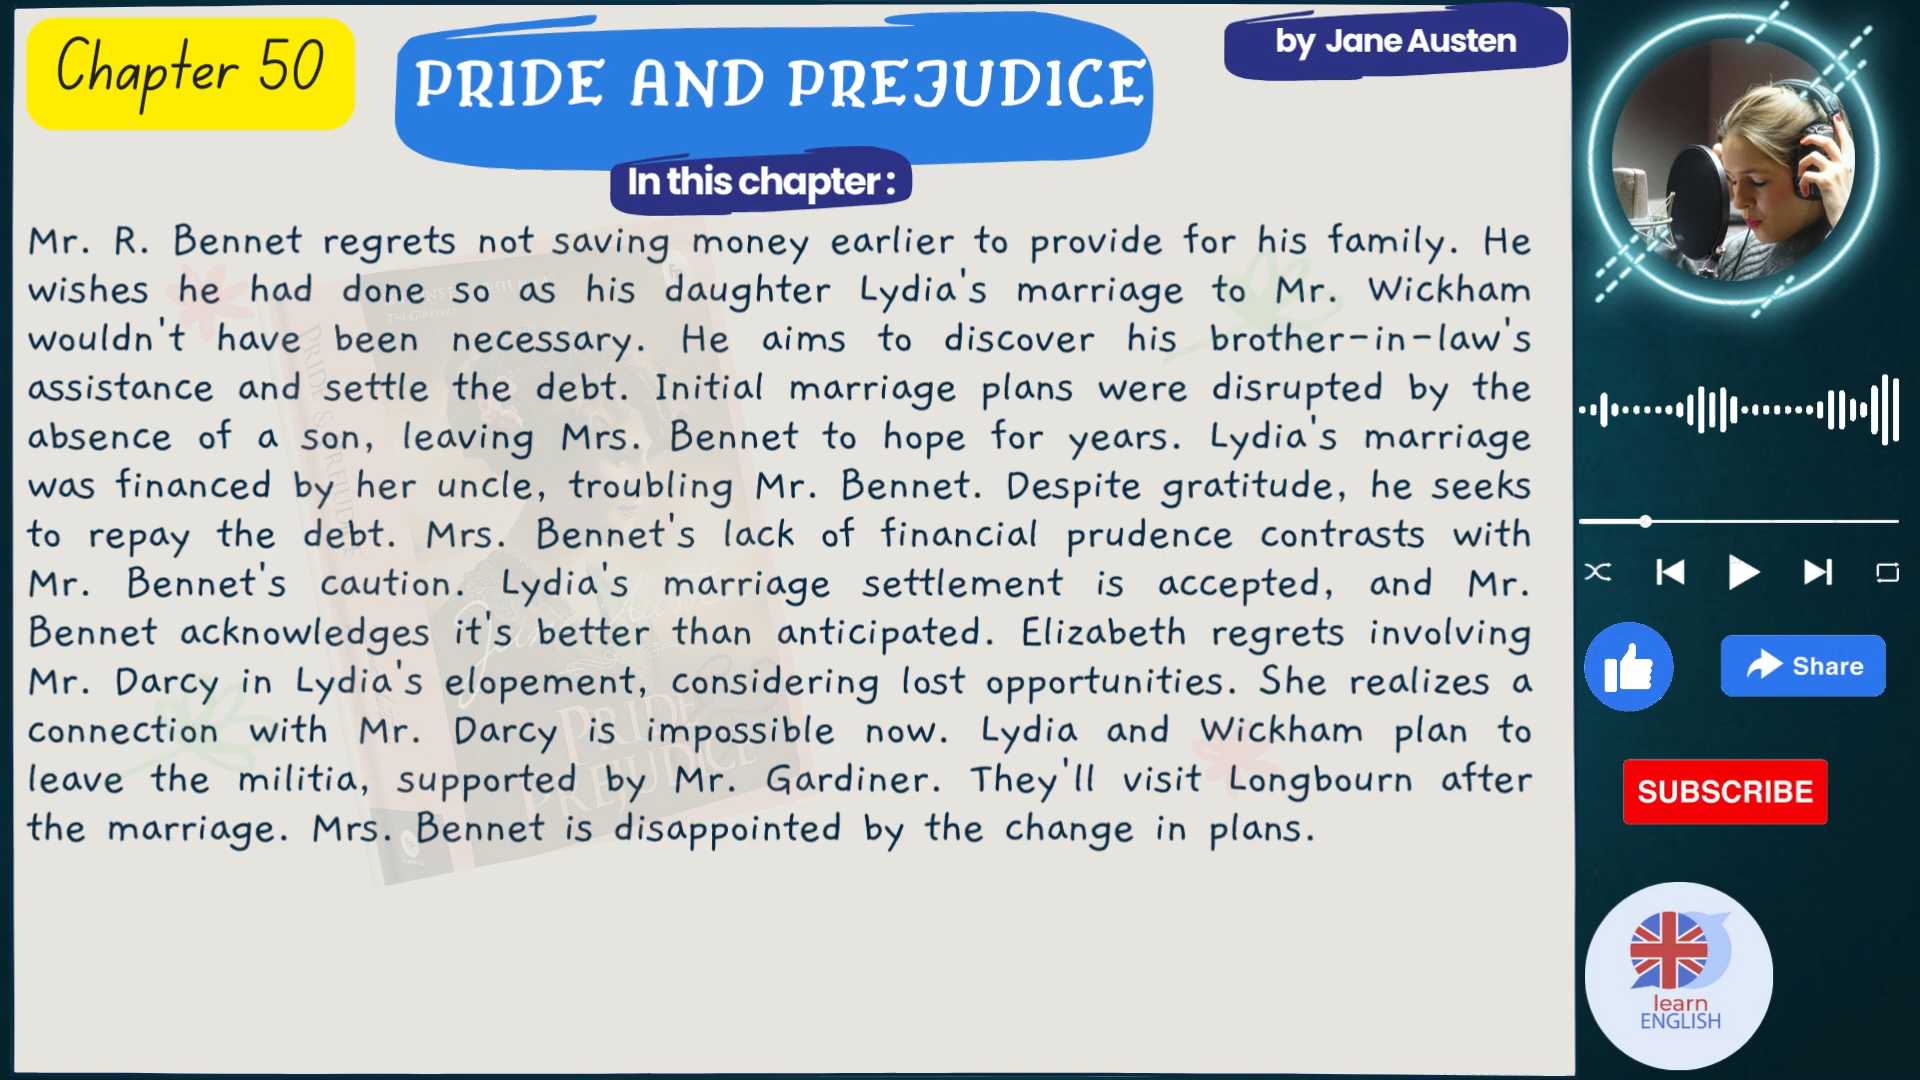 Chapter 50
PRIDE AND PREJUDICE
by Jane Austen
In this chapter :
Mr. R. Bennet regrets not saving money earlier to provide for his family. He
wishes he had done so as his daughter Lydia's marriage to Mr. Wickham
wouldn't have been necessary. He aims to discover his brother-in-law's
assistance and settle the debt. Initial marriage plans were disrupted by the
absence of a son, leaving Mrs. Bennet to hope for years. Lydia's marriage
was financed by her uncle, troubling Mr. Bennet. Despite gratitude, he seeks
to repay the debt. Mrs. Bennet's lack of financial prudence contrasts with
Mr. Bennet's caution. Lydia's marriage settlement is accepted, and Mr.
Bennet acknowledges it's better than anticipated. Elizabeth regrets involving
Mr. Darcy in Lydia's elopement, considering lost opportunities. She realizes a
connection with Mr. Darcy is impossible now. Lydia and Wickham plan to
leave the militia, supported by Mr. Gardiner. They'll visit Longbourn after
the marriage. Mrs. Bennet is disappointed by the change in plans.
PRIDE & PREJUDICE
THE GUARDIAN
Jane Austen
PRIDE
PREJUDICE
Share
SUBSCRIBE
learn
ENGLISH